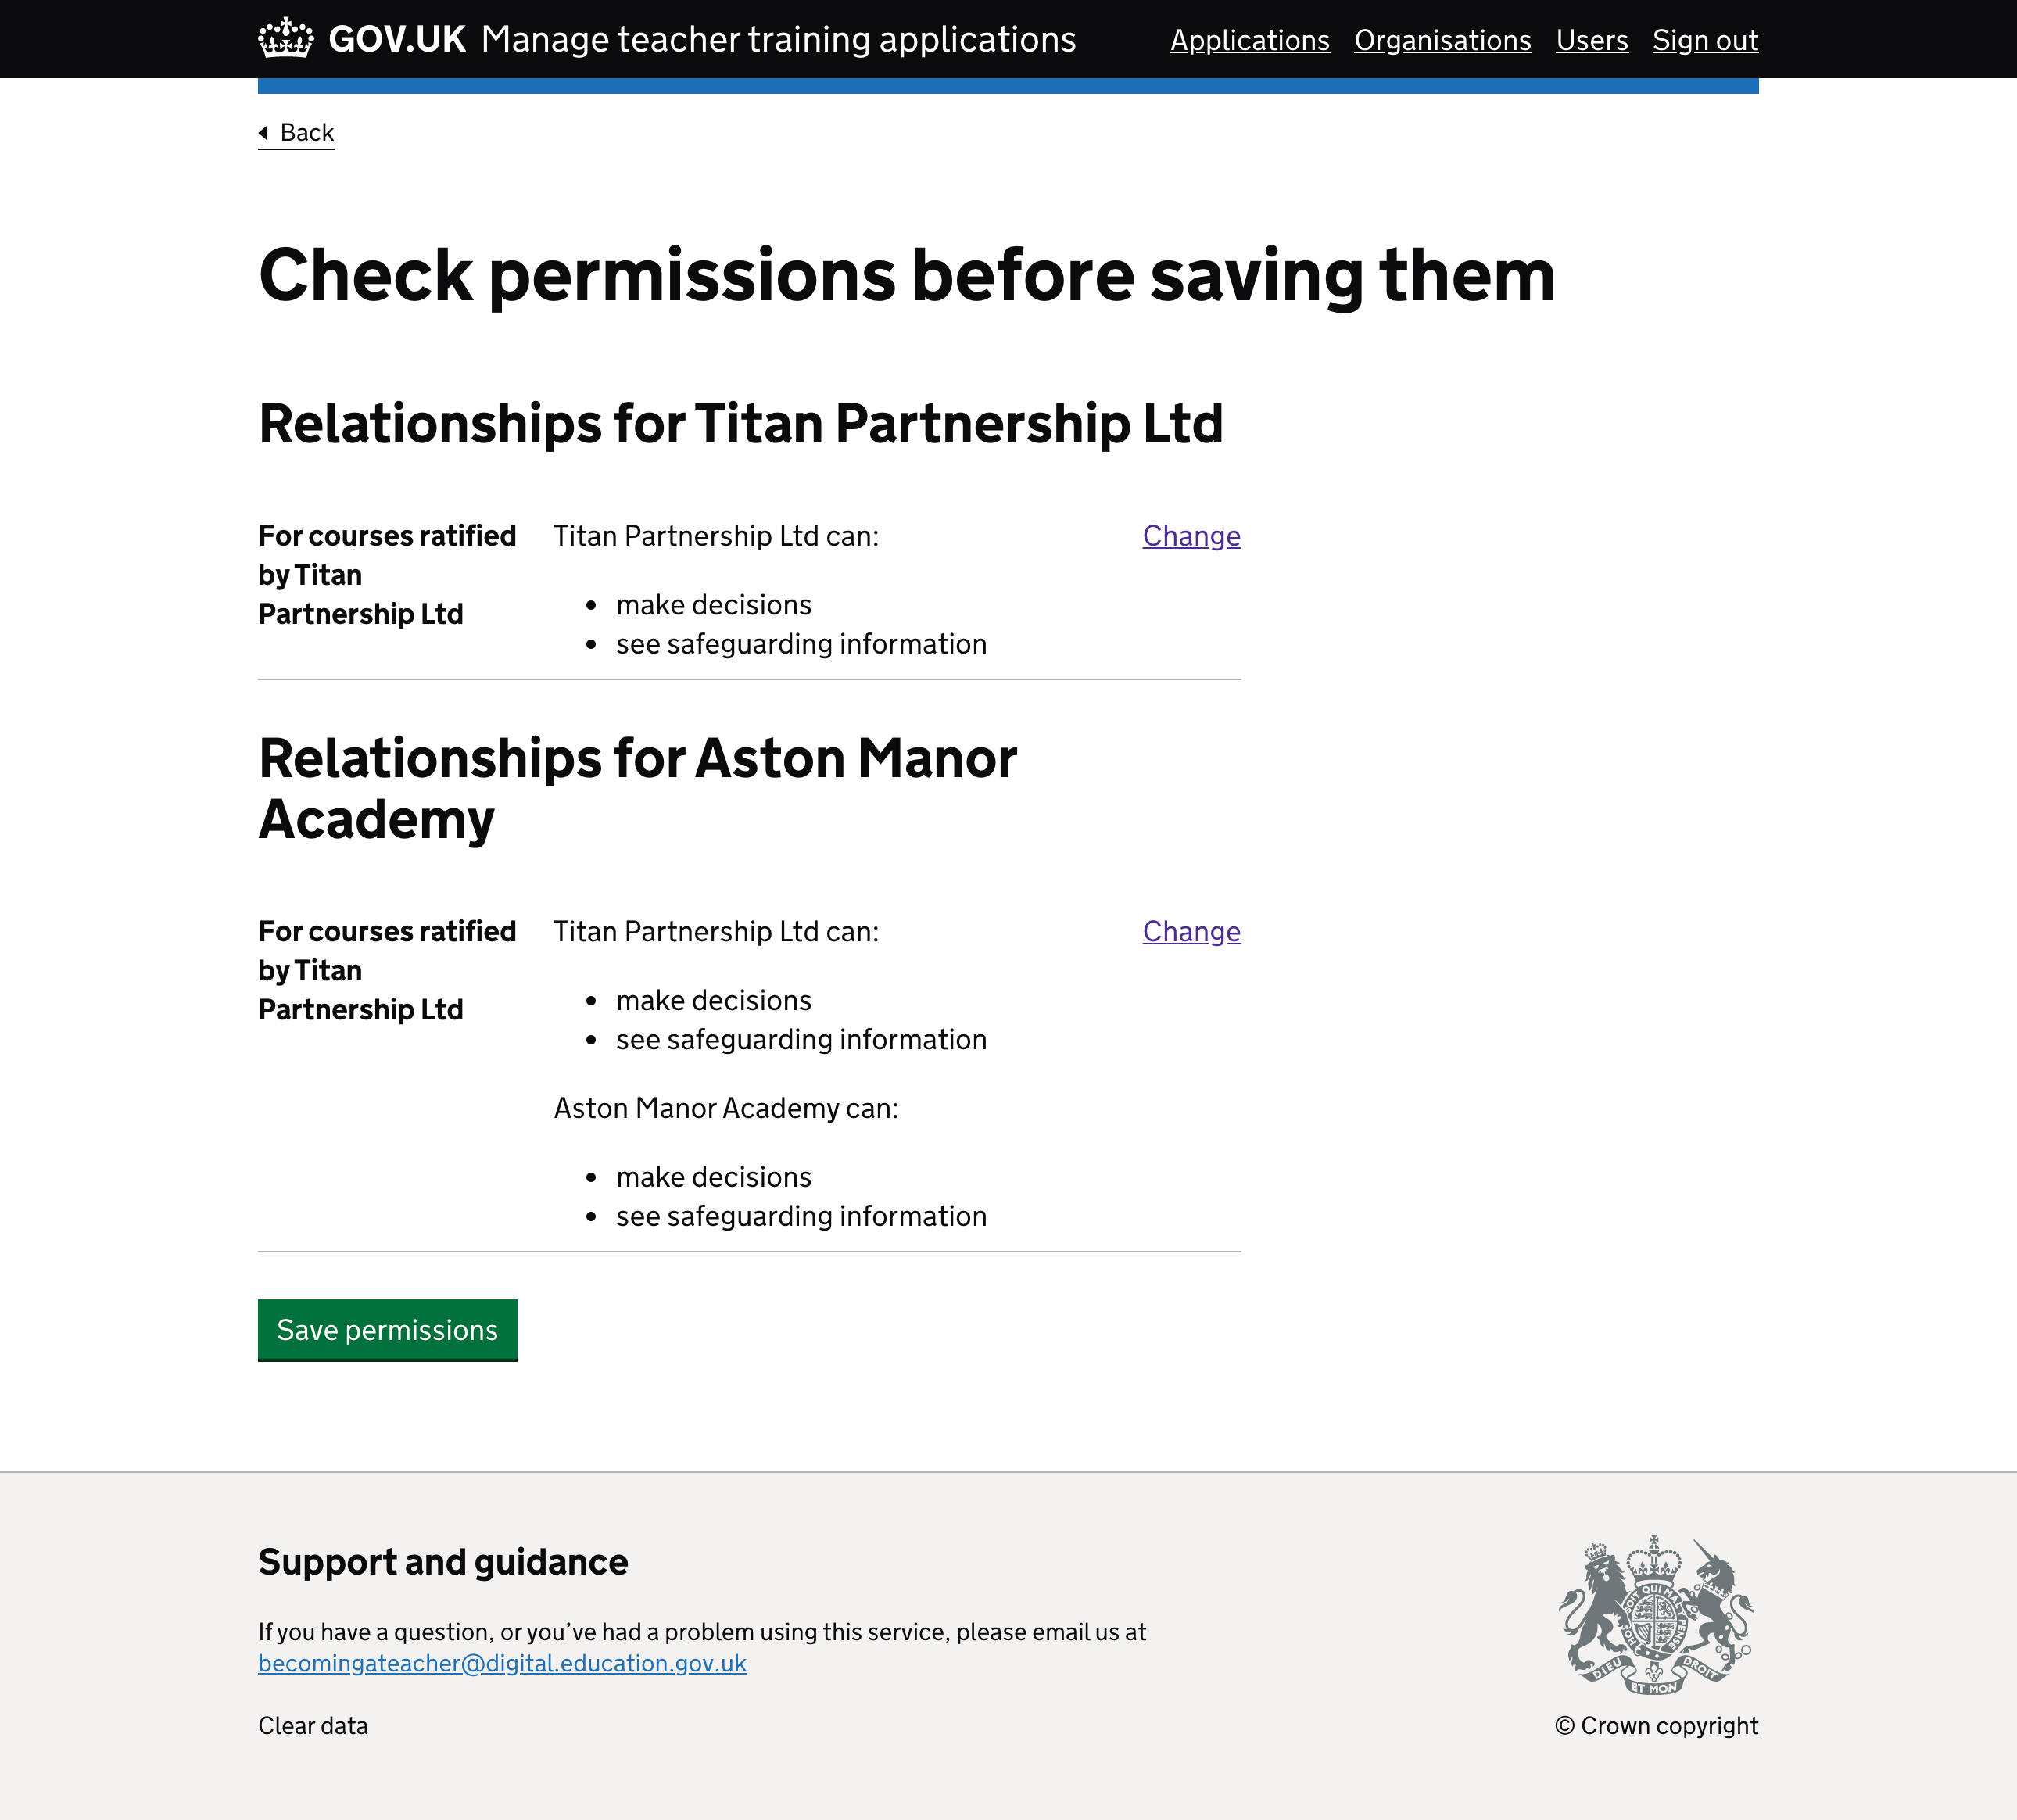 GOV.UK Manage teacher training applications
Applications Organisations Users Sign out
Back
Check permissions before saving them
Relationships for Titan Partnership Ltd
For courses ratified
by Titan
Partnership Ltd
Titan Partnership Ltd can:
Change
• make decisions
• see safeguarding information
Relationships for Aston Manor
Academy
For courses ratified
by Titan
Partnership Ltd
Titan Partnership Ltd can:
Change
• make decisions
• see safeguarding information
Aston Manor Academy can:
• make decisions
• see safeguarding information
Save permissions
Support and guidance
If you have a question, or you’ve had a problem using this service, please email us at
becomingateacher@digital.education.gov.uk
Clear data
DIEU ET MON DROIT
© Crown copyright